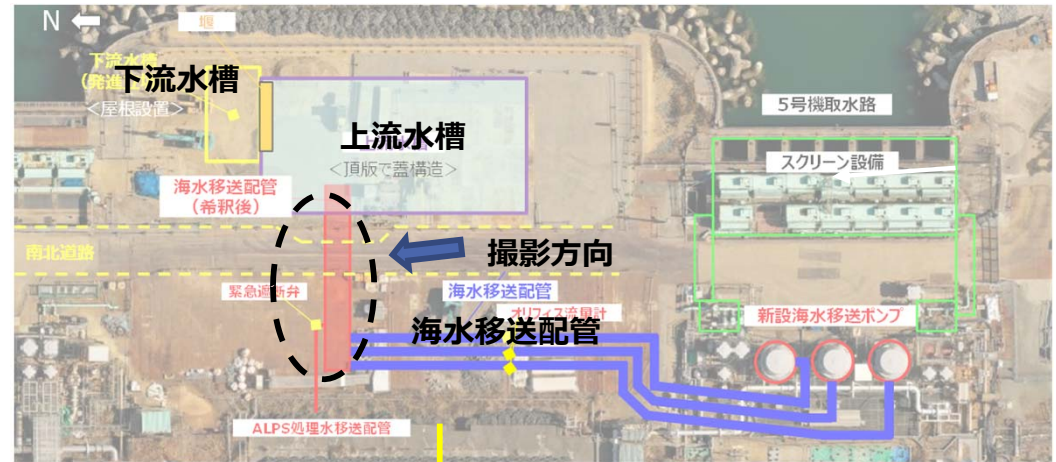 N
堰
下流水槽
<屋根設置>
下流水槽
上流水槽
<頂版で蓋構造>
5号機取水路
スクリーン設備
海水移送配管
(希釈後)
南北道路
撮影方向
緊急遮断弁
海水移送配管
オリフィス流量計
海水移送配管
新設海水移送ポンプ
ALPS処理水移送配管